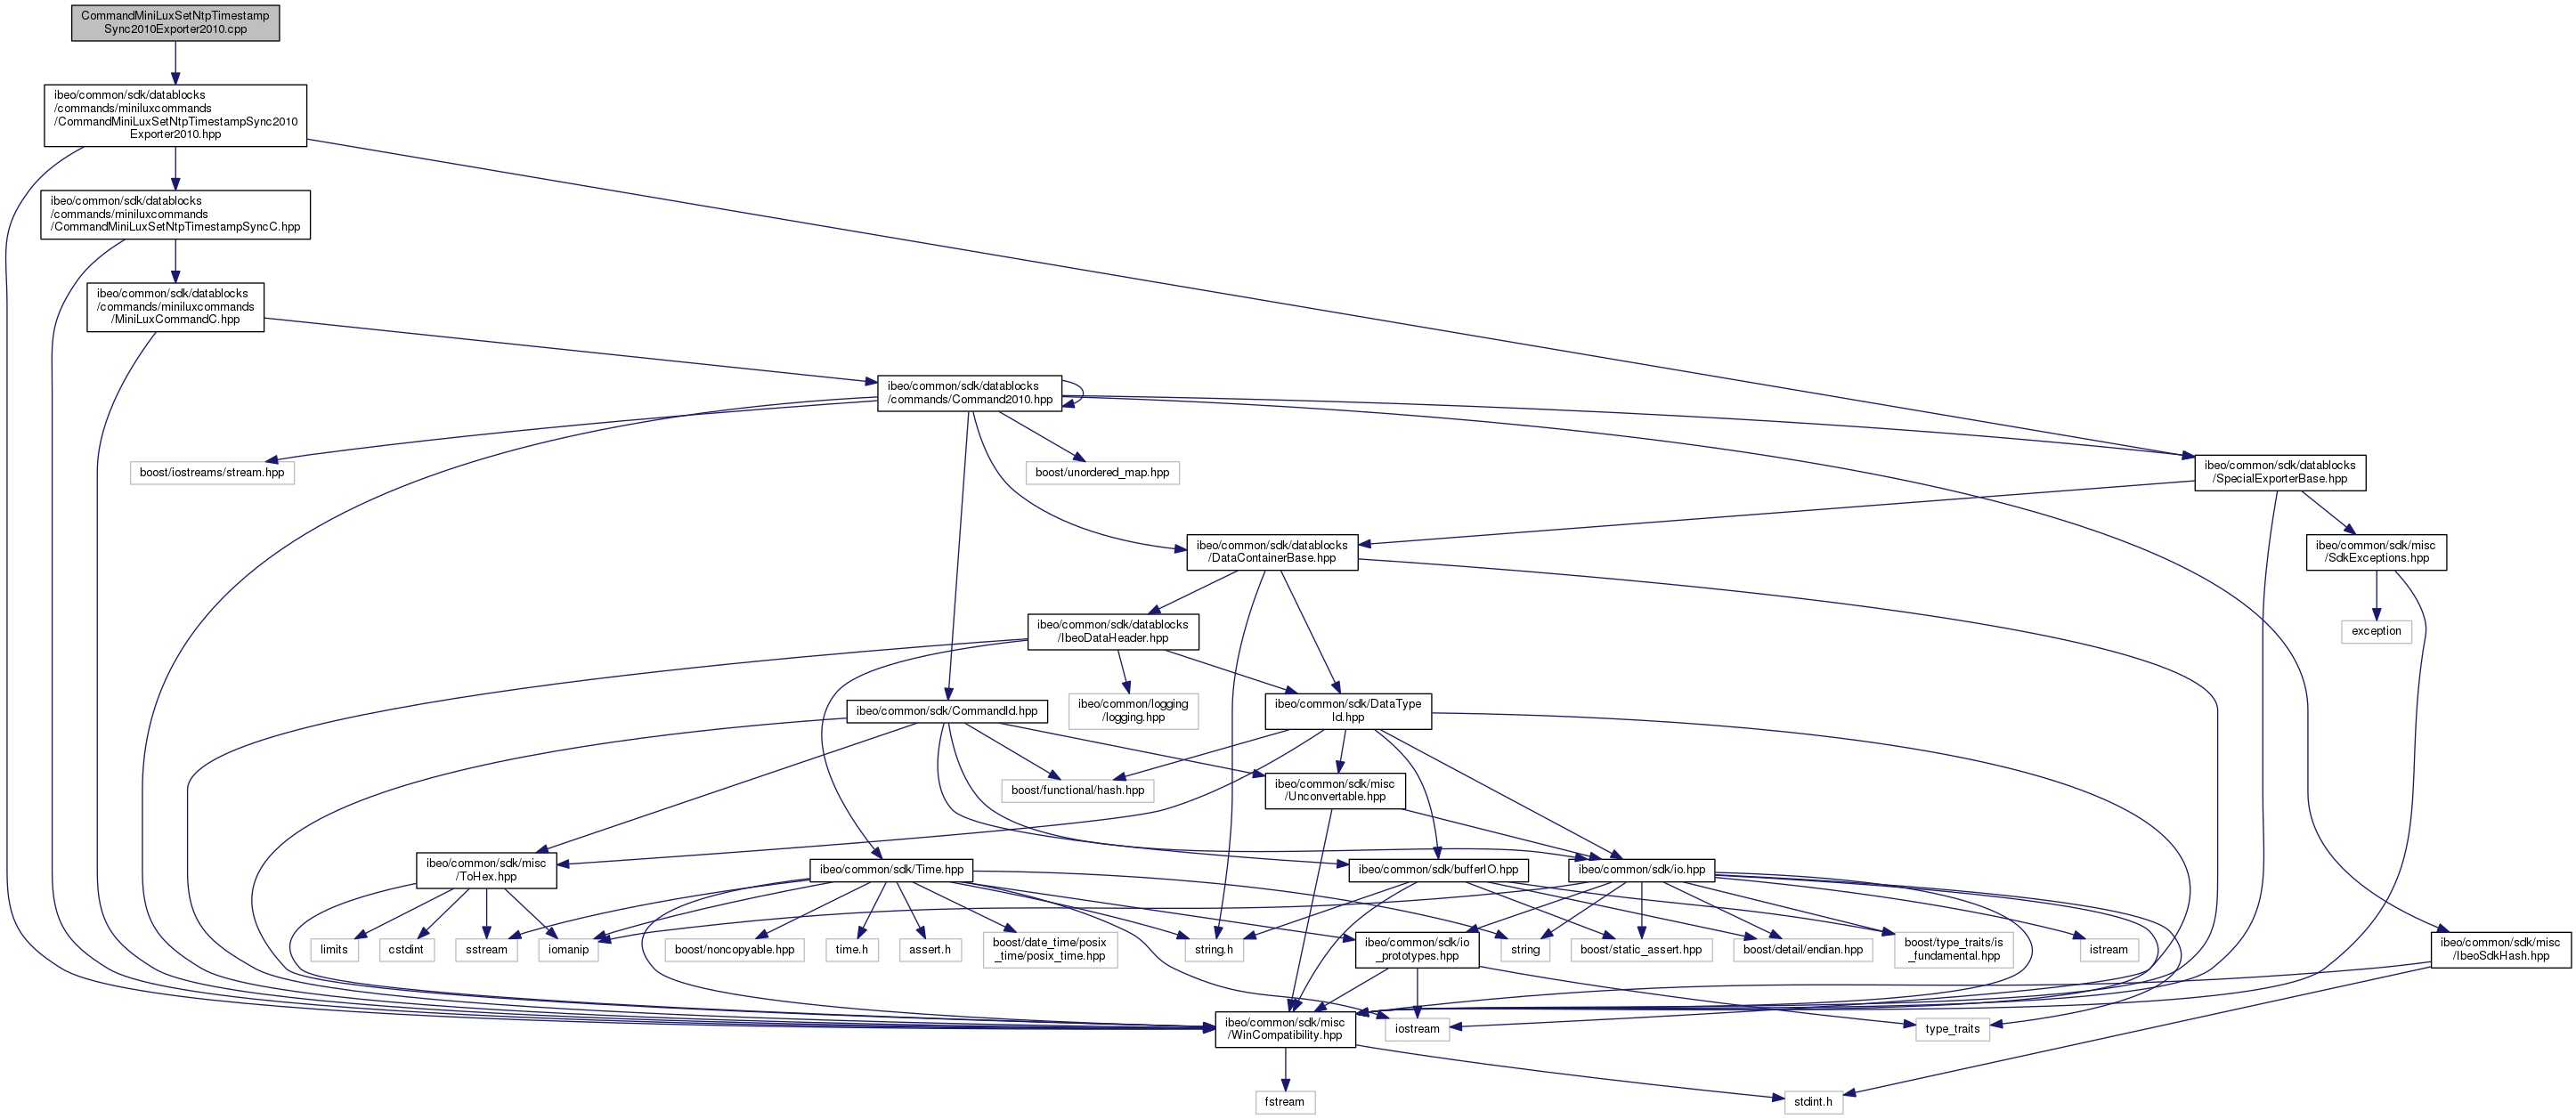 CommandMiniLuxSetNtpTimestamp
Sync2010Exporter2010.cpp
ibeo/common/sdk/datablocks
/commands/miniluxcommands
/CommandMiniLuxSetNtpTimestampSync2010
Exporter2010.hpp
ibeo/common/sdk/datablocks
/commands/miniluxcommands
/CommandMiniLuxSetNtpTimestampSyncC.hpp
ibeo/common/sdk/datablocks
/commands/miniluxcommands
/MiniLuxCommandC.hpp
ibeo/common/sdk/datablocks
/commands/Command2010.hpp
boost/iostreams/stream.hpp
boost/unordered_map.hpp
ibeo/common/sdk/datablocks
/SpecialExporterBase.hpp
ibeo/common/sdk/datablocks
/DataContainerBase.hpp
ibeo/common/sdk/misc
/SdkExceptions.hpp
ibeo/common/sdk/datablocks
/IbeoDataHeader.hpp
exception
ibeo/common/sdk/CommandId.hpp
ibeo/common/logging
/logging.hpp
ibeo/common/sdk/DataType
Id.hpp
boost/functional/hash.hpp
ibeo/common/sdk/misc
/Unconvertable.hpp
ibeo/common/sdk/misc
/ToHex.hpp
ibeo/common/sdk/Time.hpp
ibeo/common/sdk/bufferIO.hpp
ibeo/common/sdk/io.hpp
limits
cstdint
sstream
iomanip
boost/noncopyable.hpp
time.h
assert.h
boost/date_time/posix
_time/posix_time.hpp
string.h
ibeo/common/sdk/io
_prototypes.hpp
string
boost/static_assert.hpp
boost/detail/endian.hpp
boost/type_traits/is
_fundamental.hpp
istream
ibeo/common/sdk/misc
/IbeoSdkHash.hpp
ibeo/common/sdk/misc
/WinCompatibility.hpp
iostream
type_traits
fstream
stdint.h